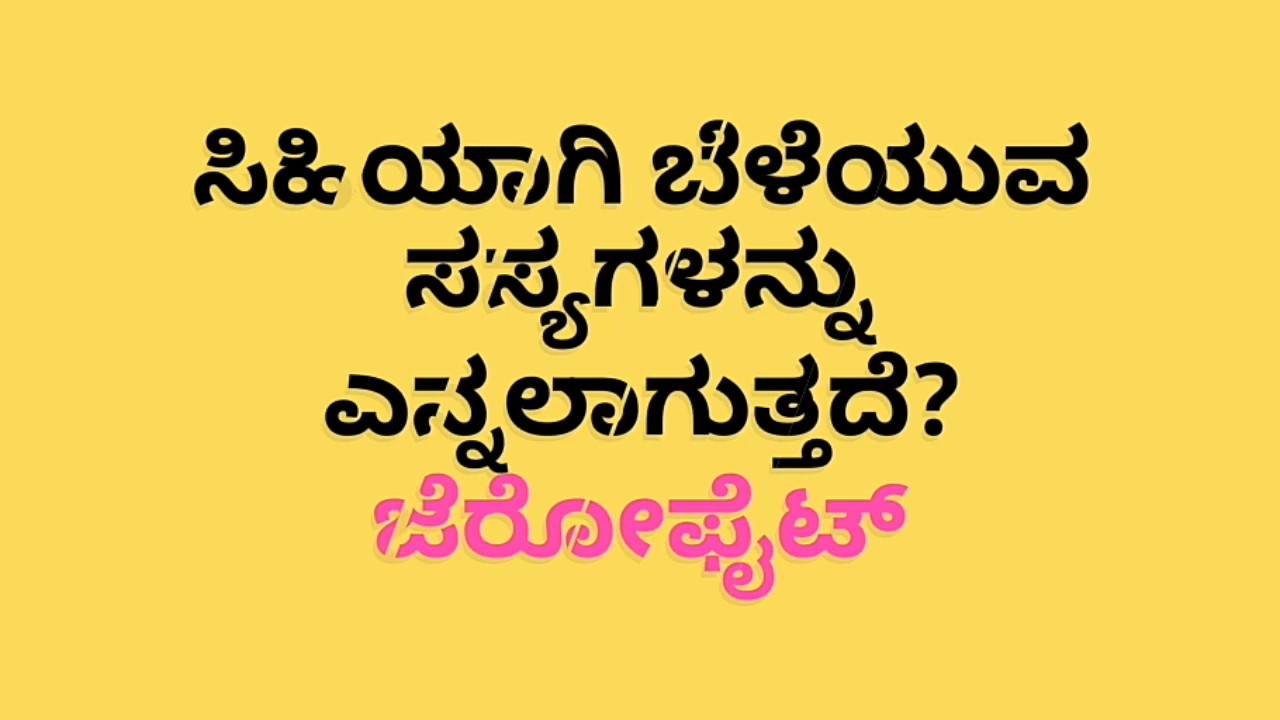 ಸಿಹಿಯಾಗಿ ಬೆಳೆಯುವ
ಸಸ್ಯಗಳನ್ನು
ಎನ್ನಲಾಗುತ್ತದೆ?
ಜೆರೋಫೈಟ್